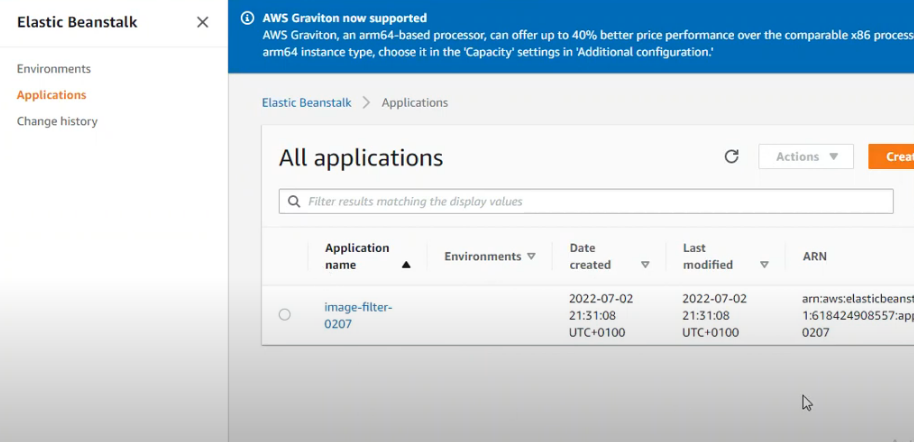 Elastic Beanstalk
Environments
Applications
Change history
AWS Graviton now supported
AWS Graviton, an arm64-based processor, can offer up to 40% better price performance over the comparable x86
arm64 instance type, choose it in the 'Capacity' settings in 'Additional configuration.'
Elastic Beanstalk > Applications
All applications
Actions
Filter results matching the display values
Application
name
Environments
Date
created
Last
modified
ARN
image-filter-
0207
2022-07-02
21:31:08
UTC+0100
2022-07-02
21:31:08
UTC+0100
arn:aws:elasticbeanst
1:618424908557:app
0207